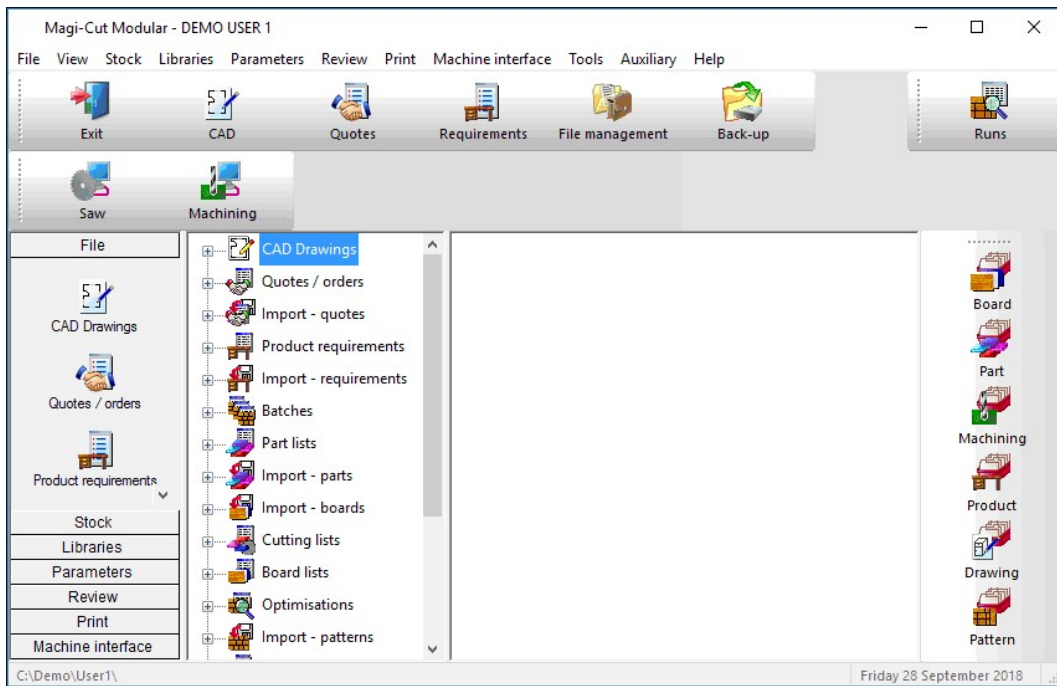 Magi-Cut Modular - DEMO USER 1
File View Stock Libraries Parameters Review Print Machine interface Tools Auxiliary Help
Exit CAD Quotes Requirements File management Back-up Runs
Saw Machining
File
CAD Drawings
Quotes / orders
Product requirements
Stock
Libraries
Parameters
Review
Print
Machine interface
CAD Drawings
Quotes / orders
Import - quotes
Product requirements
Import - requirements
Batches
Part lists
Import - parts
Import - boards
Cutting lists
Board lists
Optimisations
Import - patterns
Board
Part
Machining
Product
Drawing
Pattern
C:\Demo\User1\ Friday 28 September 2018